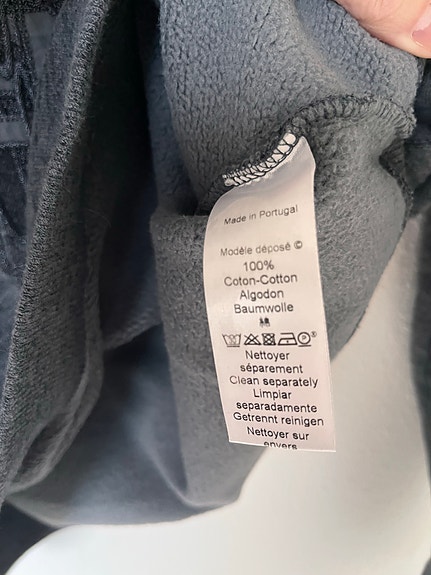 Made in Portugal
Modèle déposé ©
100%
Coton-Cotton
Algodon
Baumwolle
Nettoyer
séparement
Clean separately
Limpiar
separadamente
Getrennt reinigen
Nettoyer sur
envers